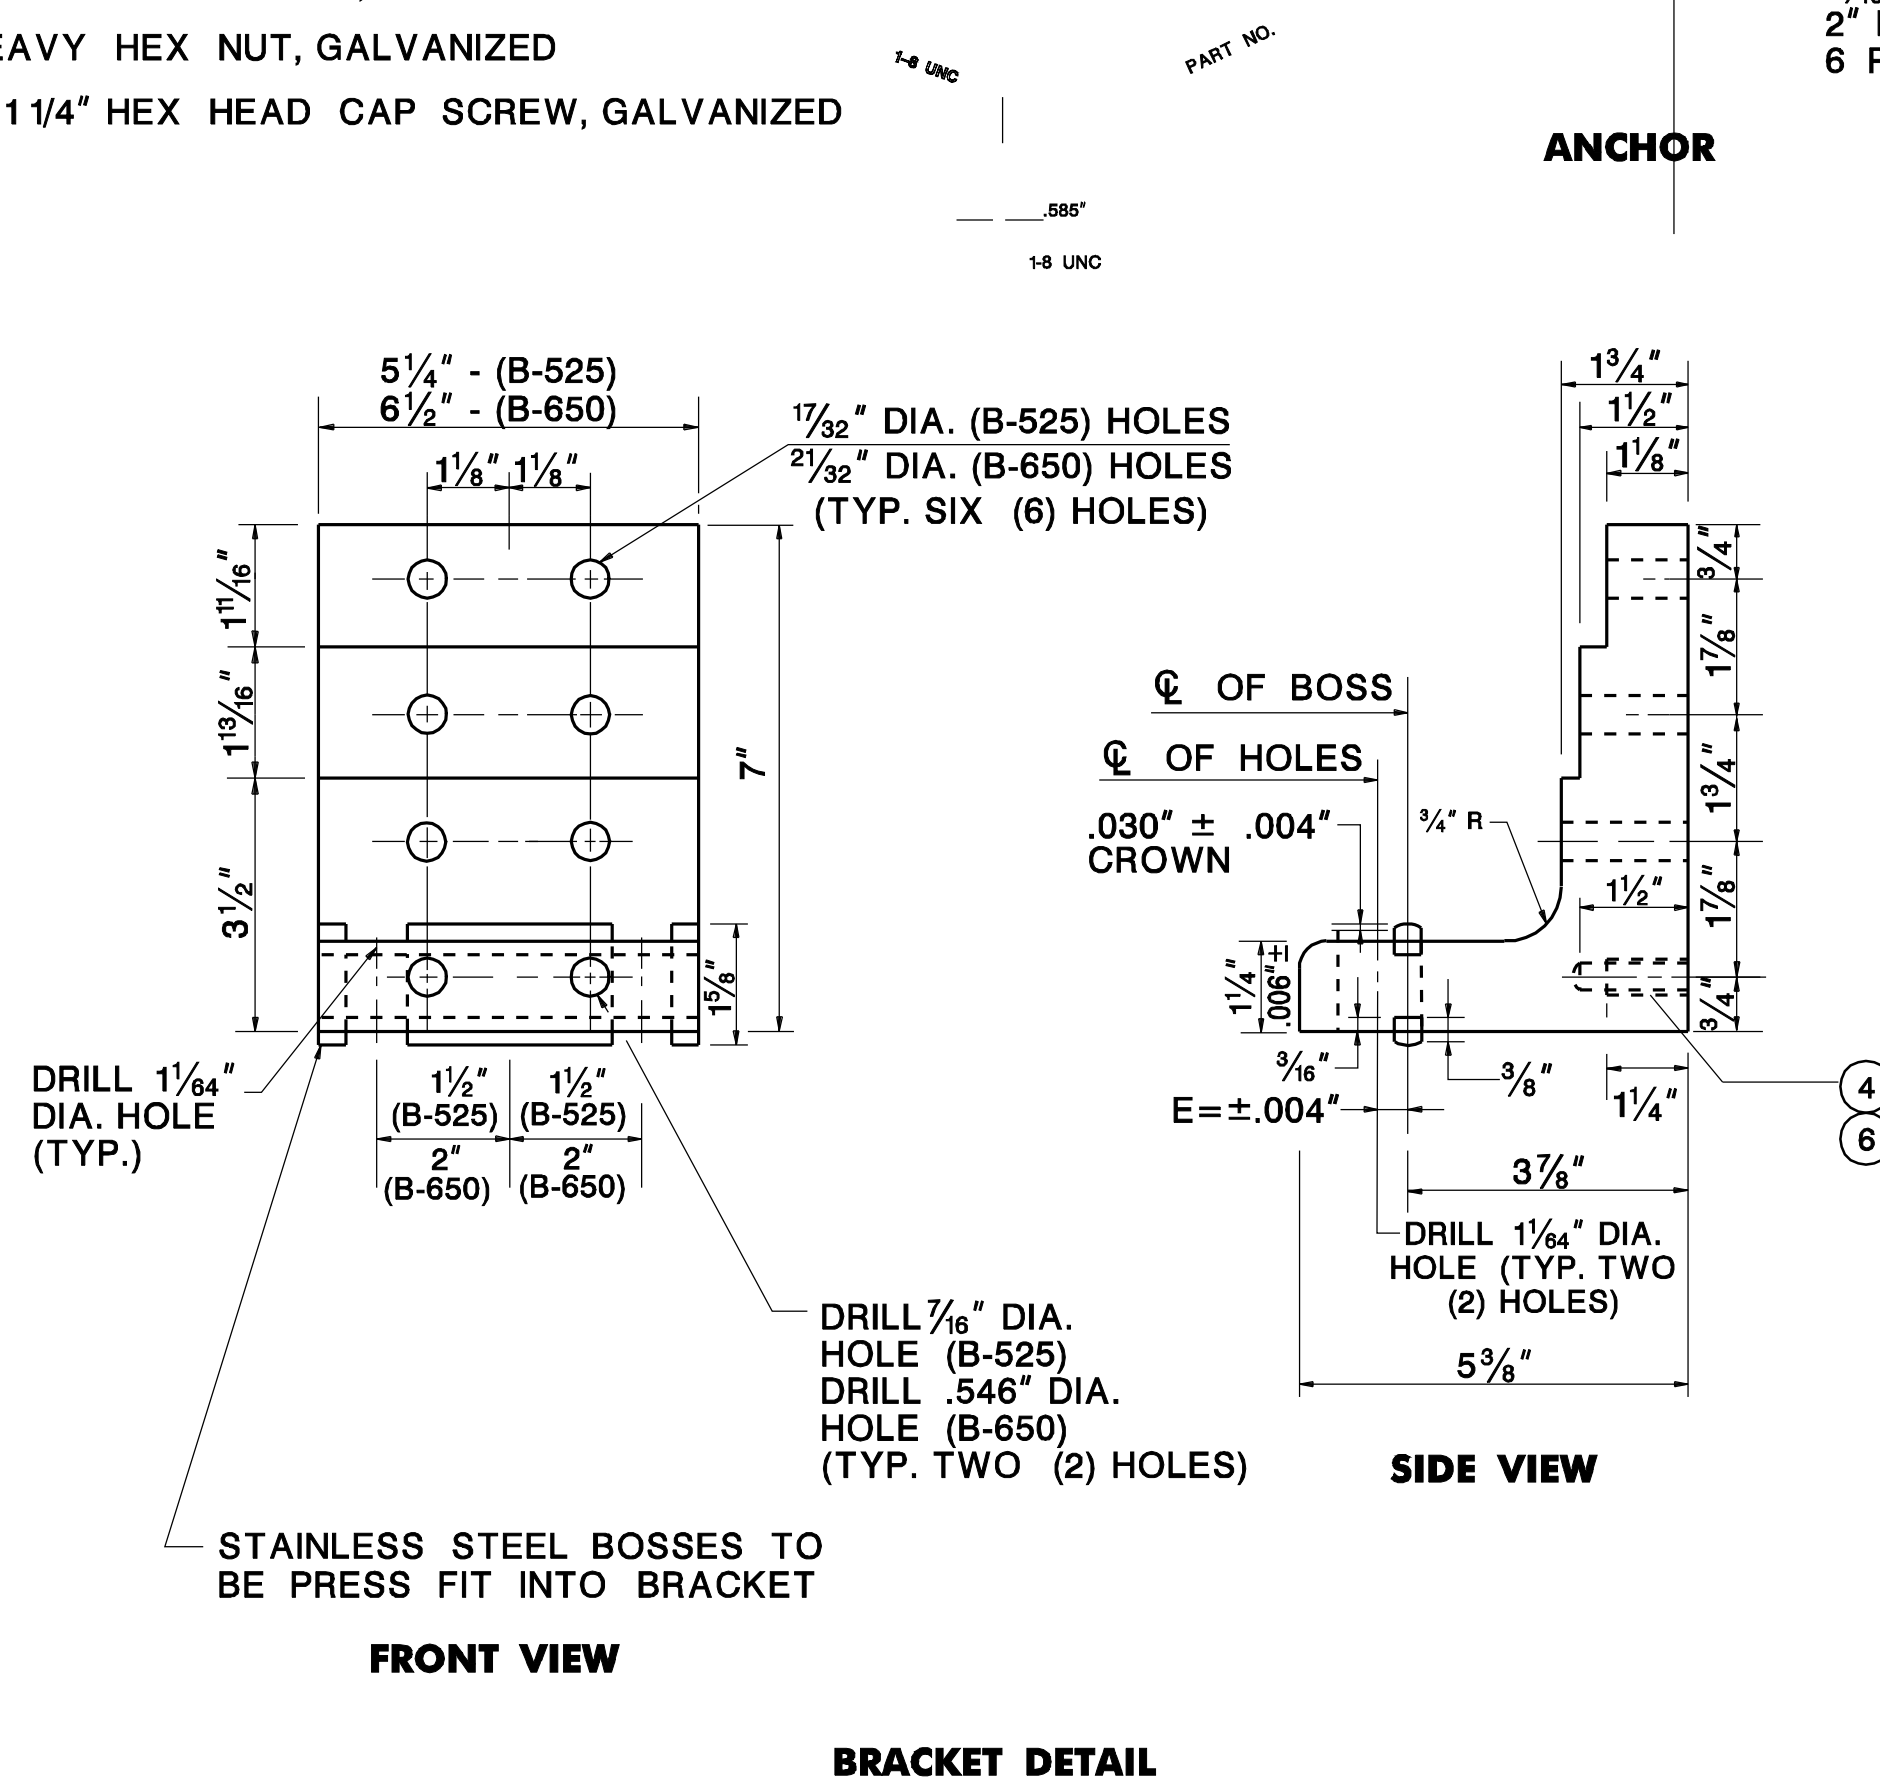 EAVY HEX NUT, GALVANIZED
1 1/4" HEX HEAD CAP SCREW, GALVANIZED
1-8 UNC
PART NO.
.585"
1-8 UNC
ANCHOR
2"
6
5 1/4" - (B-525)
6 1/2" - (B-650)
1 1/8" 1 1/8"
17/32" DIA. (B-525) HOLES
21/32" DIA. (B-650) HOLES
(TYP. SIX (6) HOLES)
1 11/16"
1 13/16"
3 1/2"
7"
1 5/8"
DRILL 1 1/64"
DIA. HOLE
(TYP.)
1 1/2" 1 1/2"
(B-525) (B-525)
2" 2"
(B-650) (B-650)
DRILL 7/16" DIA.
HOLE (B-525)
DRILL .546" DIA.
HOLE (B-650)
(TYP. TWO (2) HOLES)
STAINLESS STEEL BOSSES TO
BE PRESS FIT INTO BRACKET
FRONT VIEW
1 3/4"
1 1/2"
1 1/8"
3/4"
1 7/8"
1 3/4"
1 7/8"
3/4"
℄ OF BOSS
℄ OF HOLES
.030" ± .004"
CROWN
3/4" R
1 1/2"
1 1/4"
.006" ±
3/16"
3/8"
E=±.004"
1 1/4"
4
6
3 7/8"
DRILL 1 1/64" DIA.
HOLE (TYP. TWO
(2) HOLES)
5 3/8"
SIDE VIEW
BRACKET DETAIL